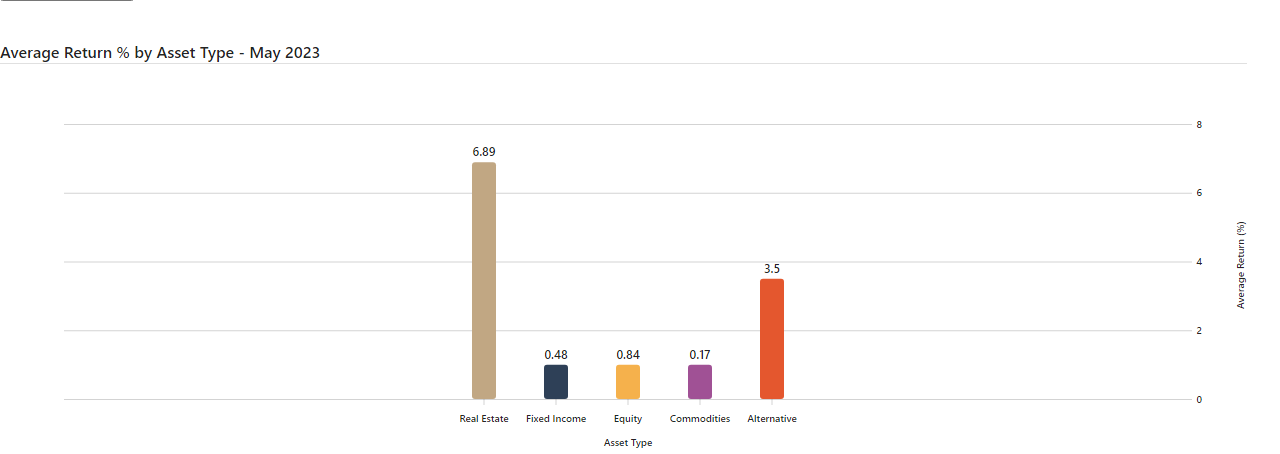 Average Return % by Asset Type - May 2023
8
6.89
6
Average Return (%)
4
3.5
2
0.48
0.84
0.17
0
Real Estate
Fixed Income
Equity
Commodities
Alternative
Asset Type